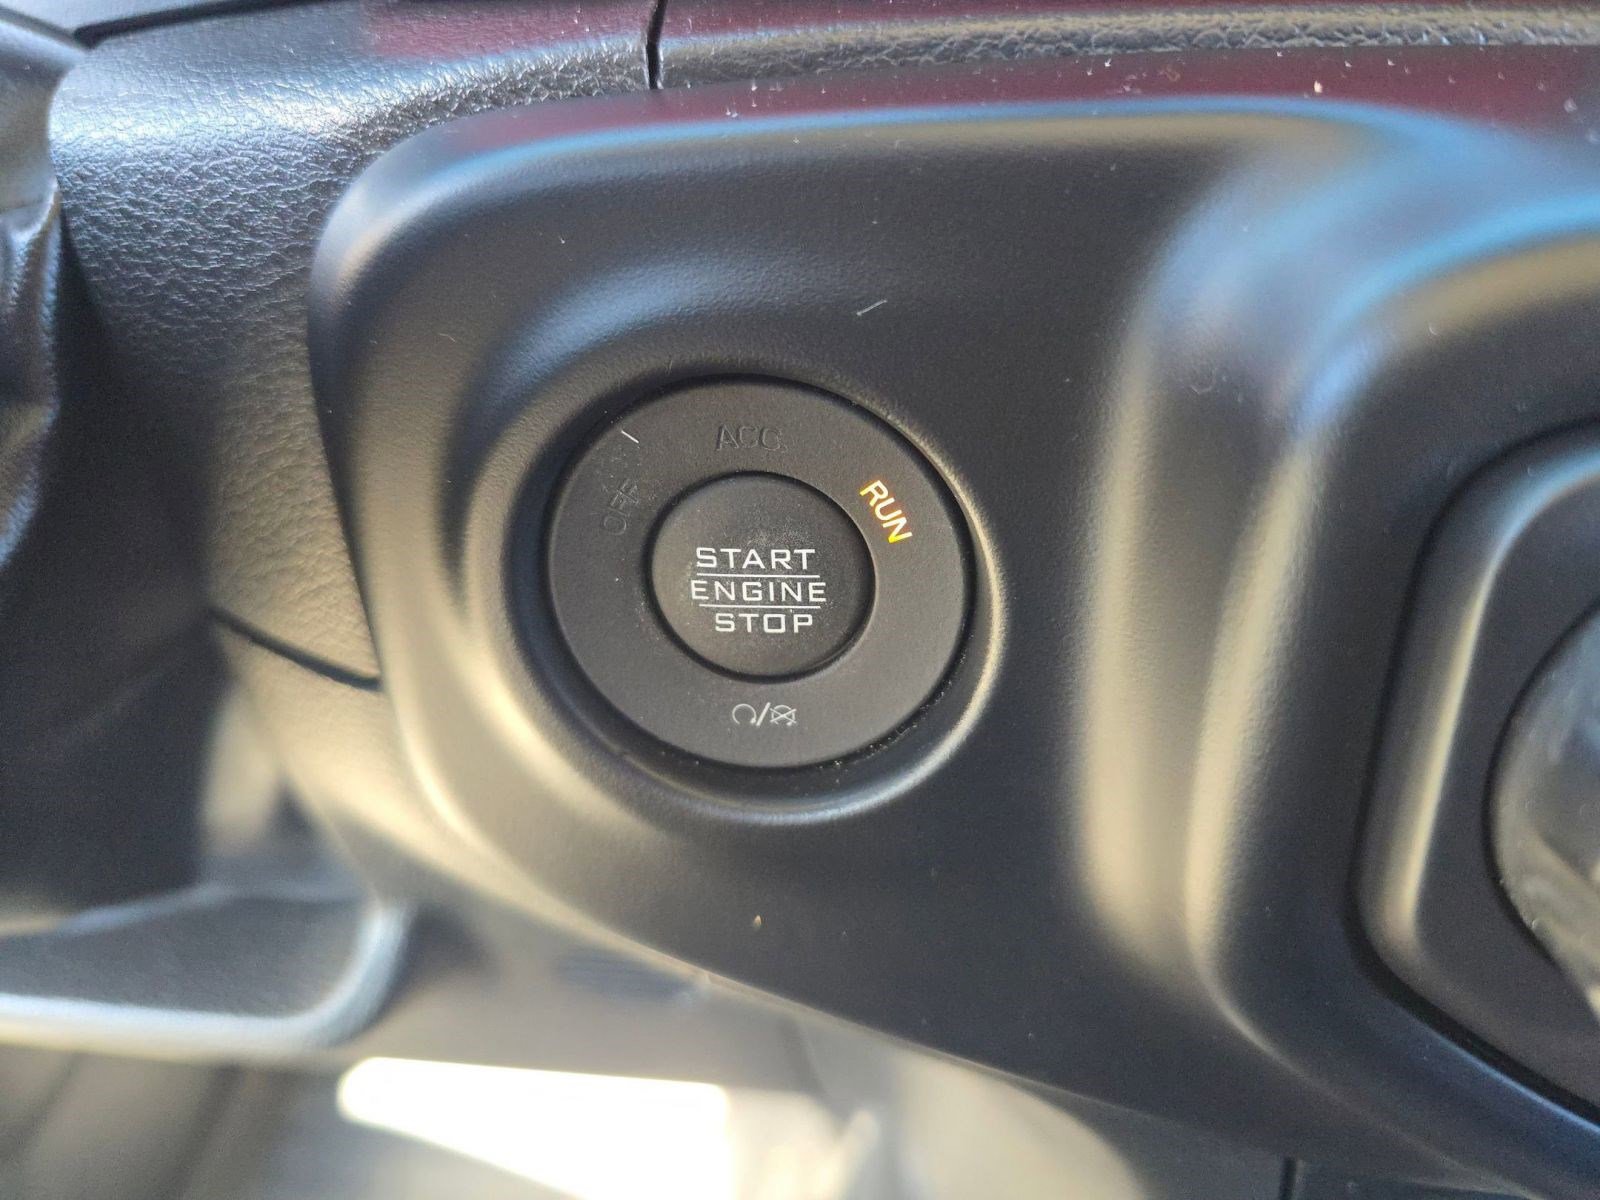 ACC
OFF
RUN
START
ENGINE
STOP